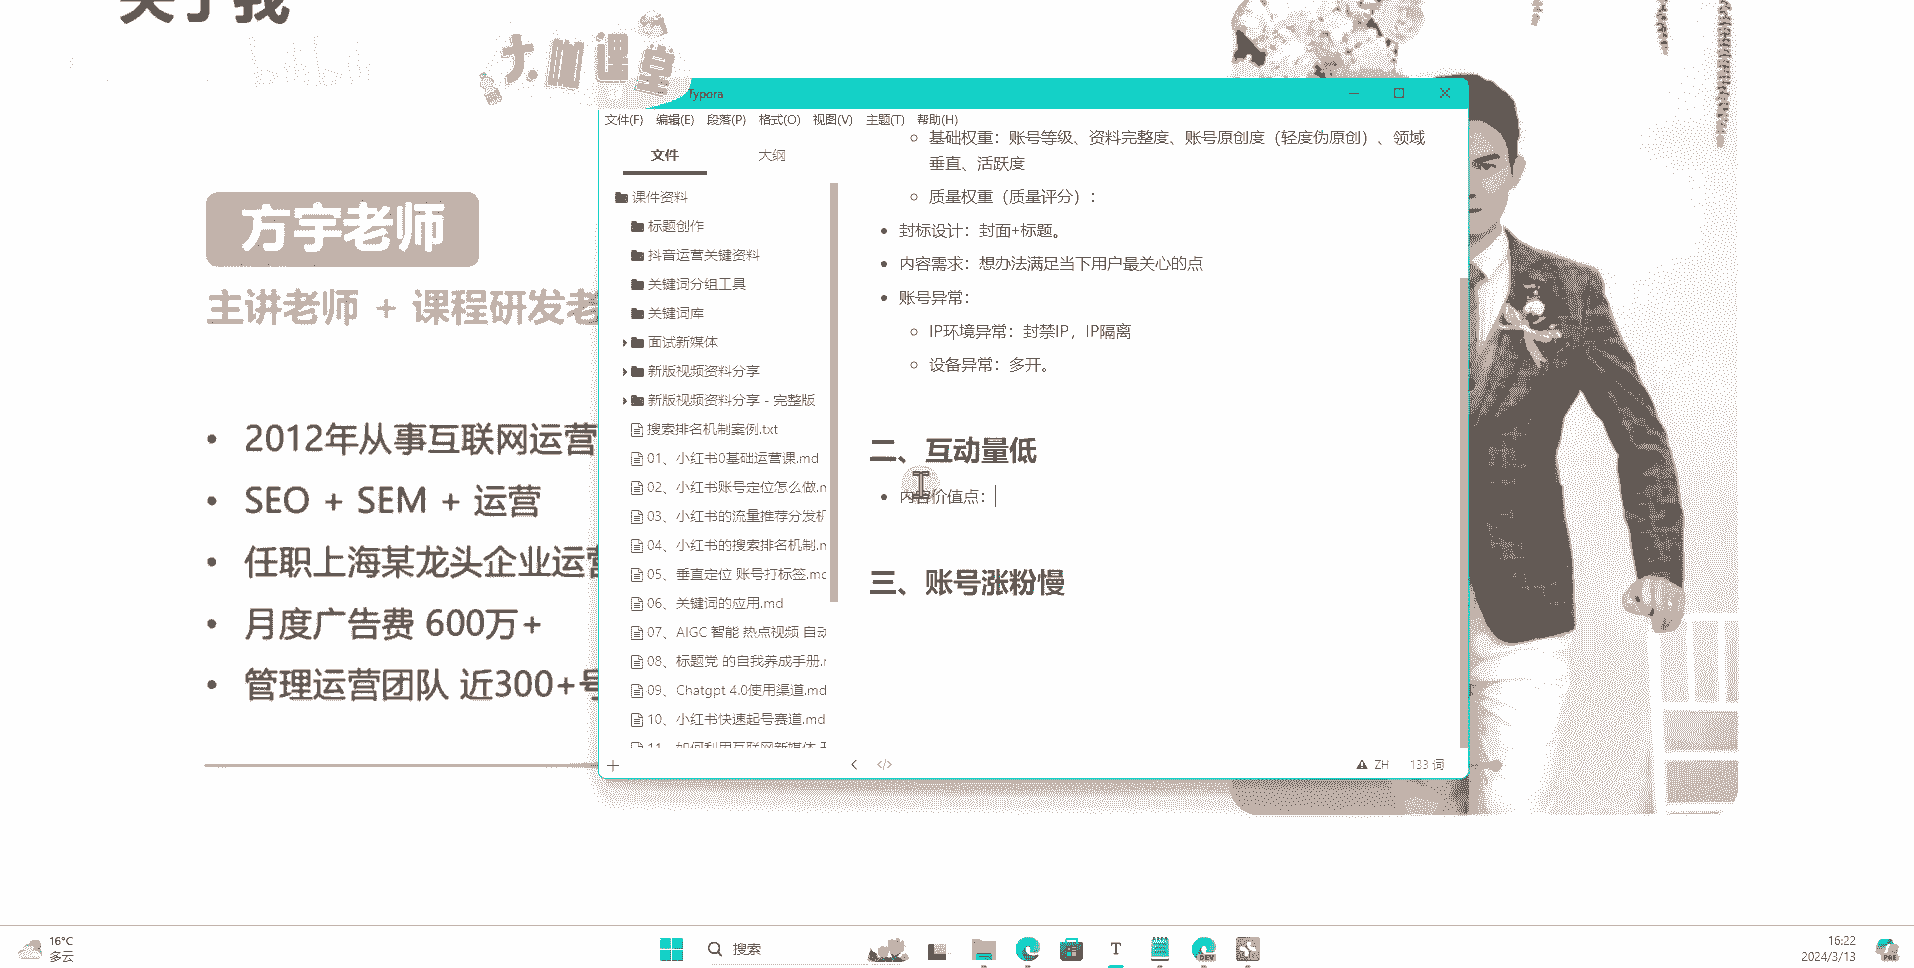 关于我
bilibili
大咖课堂
方宇老师
主讲老师 + 课程研发老
2012年从事互联网运营
SEO + SEM + 运营
任职上海某龙头企业运营
月度广告费 600万+
管理运营团队 近300+号
Typora
文件(F) 编辑(E) 段落(P) 格式(O) 视图(V) 主题(T) 帮助(H)
文件 大纲
课件资料
标题创作
抖音运营关键资料
关键词分组工具
关键词库
面试新媒体
新版视频资料分享
新版视频资料分享 - 完整版
搜索排名机制案例.txt
01、小红书0基础运营课.md
02、小红书账号定位怎么做.m
03、小红书的流量推荐分发机
04、小红书的搜索排名机制.m
05、垂直定位 账号打标签.md
06、关键词的应用.md
07、AIGC 智能 热点视频 自动
08、标题党 的自我养成手册.m
09、Chatgpt 4.0使用渠道.md
10、小红书快速起号赛道.md
11、如何利用互联网新媒体
基础权重：账号等级、资料完整度、账号原创度（轻度伪原创）、领域
垂直、活跃度
质量权重（质量评分）：
封标设计：封面+标题。
内容需求：想办法满足当下用户最关心的点
账号异常：
IP环境异常：封禁IP，IP隔离
设备异常：多开。
二、互动量低
内容价值点：
三、账号涨粉慢
ZH 133 词
16°C
多云
搜索
16:22
2024/3/13